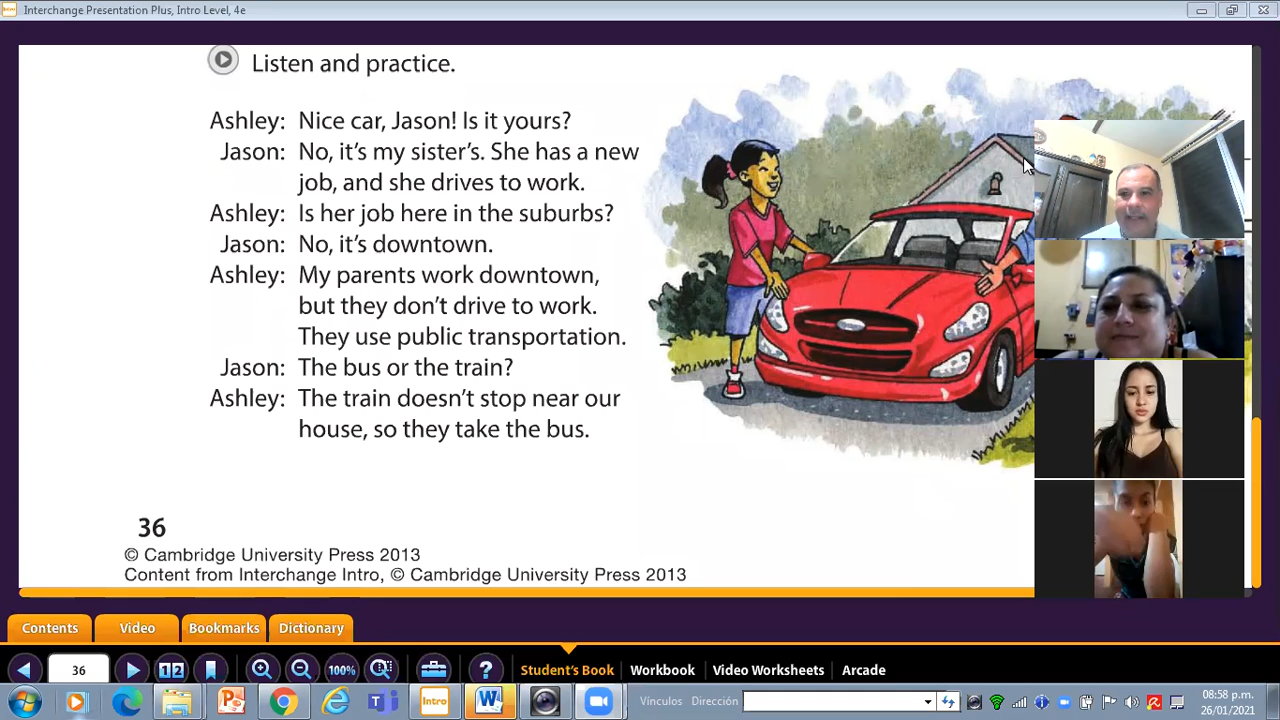 Interchange Presentation Plus, Intro Level, 4e
Listen and practice.
Ashley: Nice car, Jason! Is it yours?
Jason: No, it's my sister's. She has a new
job, and she drives to work.
Ashley: Is her job here in the suburbs?
Jason: No, it's downtown.
Ashley: My parents work downtown,
but they don't drive to work.
They use public transportation.
Jason: The bus or the train?
Ashley: The train doesn't stop near our
house, so they take the bus.
36
© Cambridge University Press 2013
Content from Interchange Intro, © Cambridge University Press 2013
Contents Video Bookmarks Dictionary
36 1 2 100% ? Student's Book Workbook Video Worksheets Arcade
Intro Vínculos Dirección 08:58 p.m.
26/01/2021